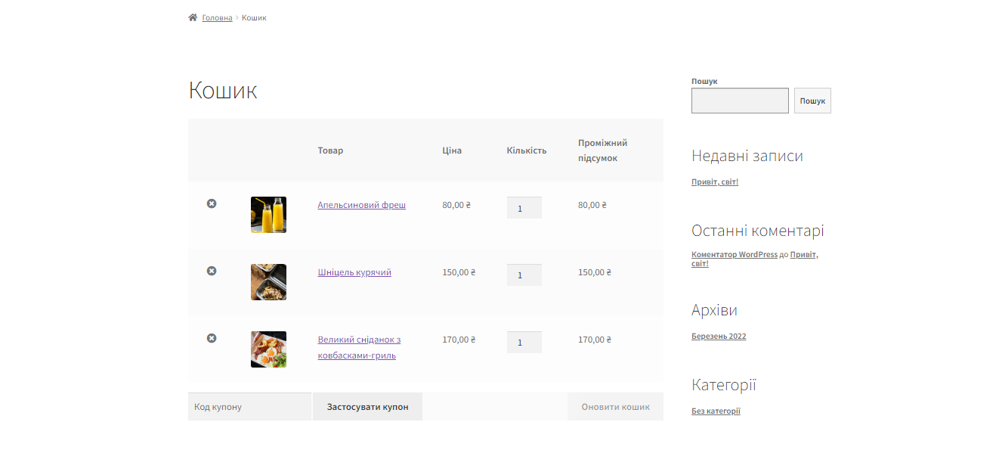 Головна › Кошик
Кошик
Товар Ціна Кількість Проміжний
підсумок
Апельсиновий фреш 80,00 ₴ 1 80,00 ₴
Шніцель курячий 150,00 ₴ 1 150,00 ₴
Великий сніданок з 170,00 ₴ 1 170,00 ₴
ковбасками-гриль
Код купону Застосувати купон Оновити кошик
Пошук
Пошук
Недавні записи
Привіт, світ!
Останні коментарі
Коментатор WordPress до Привіт,
світ!
Архіви
Березень 2022
Категорії
Без категорії